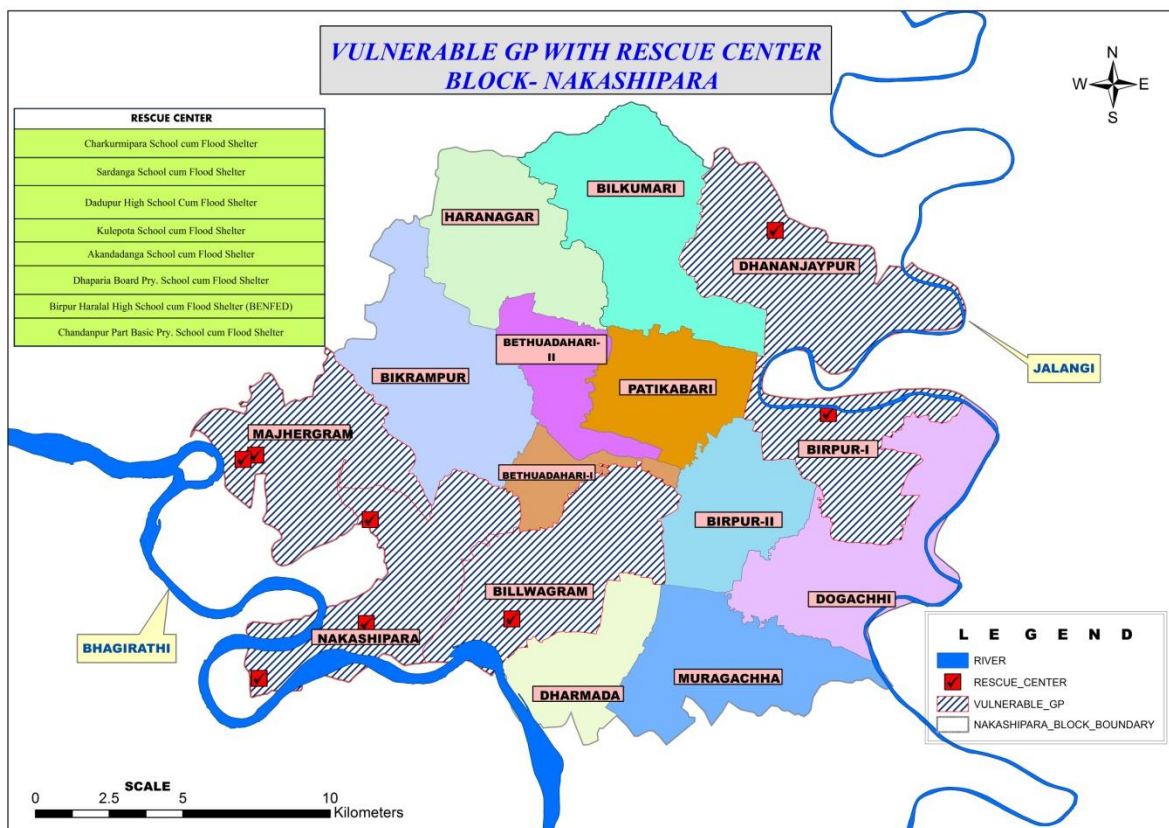 VULNERABLE GP WITH RESCUE CENTER
BLOCK- NAKASHIPARA
N
W E
S
RESCUE CENTER
Charkurmipara School cum Flood Shelter
Sardanga School cum Flood Shelter
Dadupur High School Cum Flood Shelter
Kulepota School cum Flood Shelter
Akandadanga School cum Flood Shelter
Dhaparia Board Pry. School cum Flood Shelter
Birpur Haralal High School cum Flood Shelter (BENFED)
Chandanpur Part Basic Pry. School cum Flood Shelter
BILKUMARI
HARANAGAR
DHANANJAYPUR
BETHUADAHARI-
II
BIKRAMPUR
PATIKABARI
JALANGI
MAJHERGRAM
BIRPUR-I
BETHUADAHARI-I
BIRPUR-II
BILLWAGRAM
DOGACHHI
NAKASHIPARA
BHAGIRATHI
MURAGACHHA
DHARMADA
L E G E N D
RIVER
RESCUE_CENTER
VULNERABLE_GP
NAKASHIPARA_BLOCK_BOUNDARY
SCALE
0 2.5 5 10
Kilometers